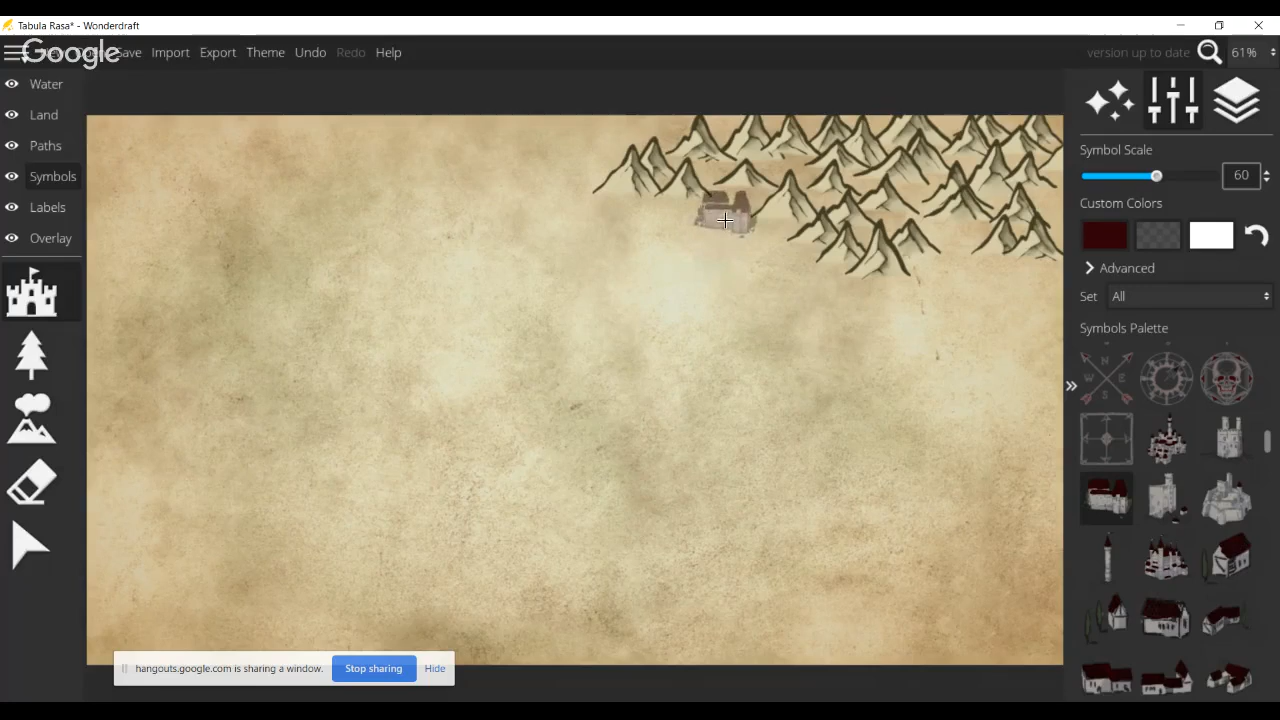 Tabula Rasa* - Wonderdraft
Google
Save Import Export Theme Undo Redo Help
version up to date 61%
Water
Land
Paths
Symbols
Labels
Overlay
Symbol Scale
60
Custom Colors
Advanced
Set All
Symbols Palette
N
W E
S
hangouts.google.com is sharing a window. Stop sharing Hide